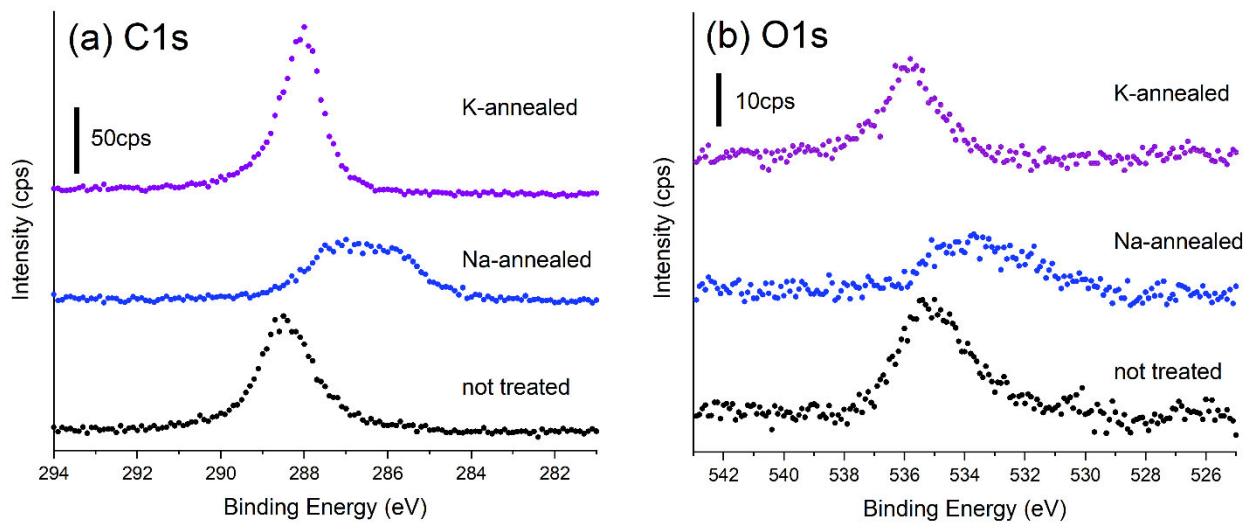 (a) C1s
K-annealed
50cps
Na-annealed
not treated
Intensity (cps)
294 292 290 288 286 284 282
Binding Energy (eV)
(b) O1s
K-annealed
10cps
Na-annealed
not treated
Intensity (cps)
542 540 538 536 534 532 530 528 526
Binding Energy (eV)